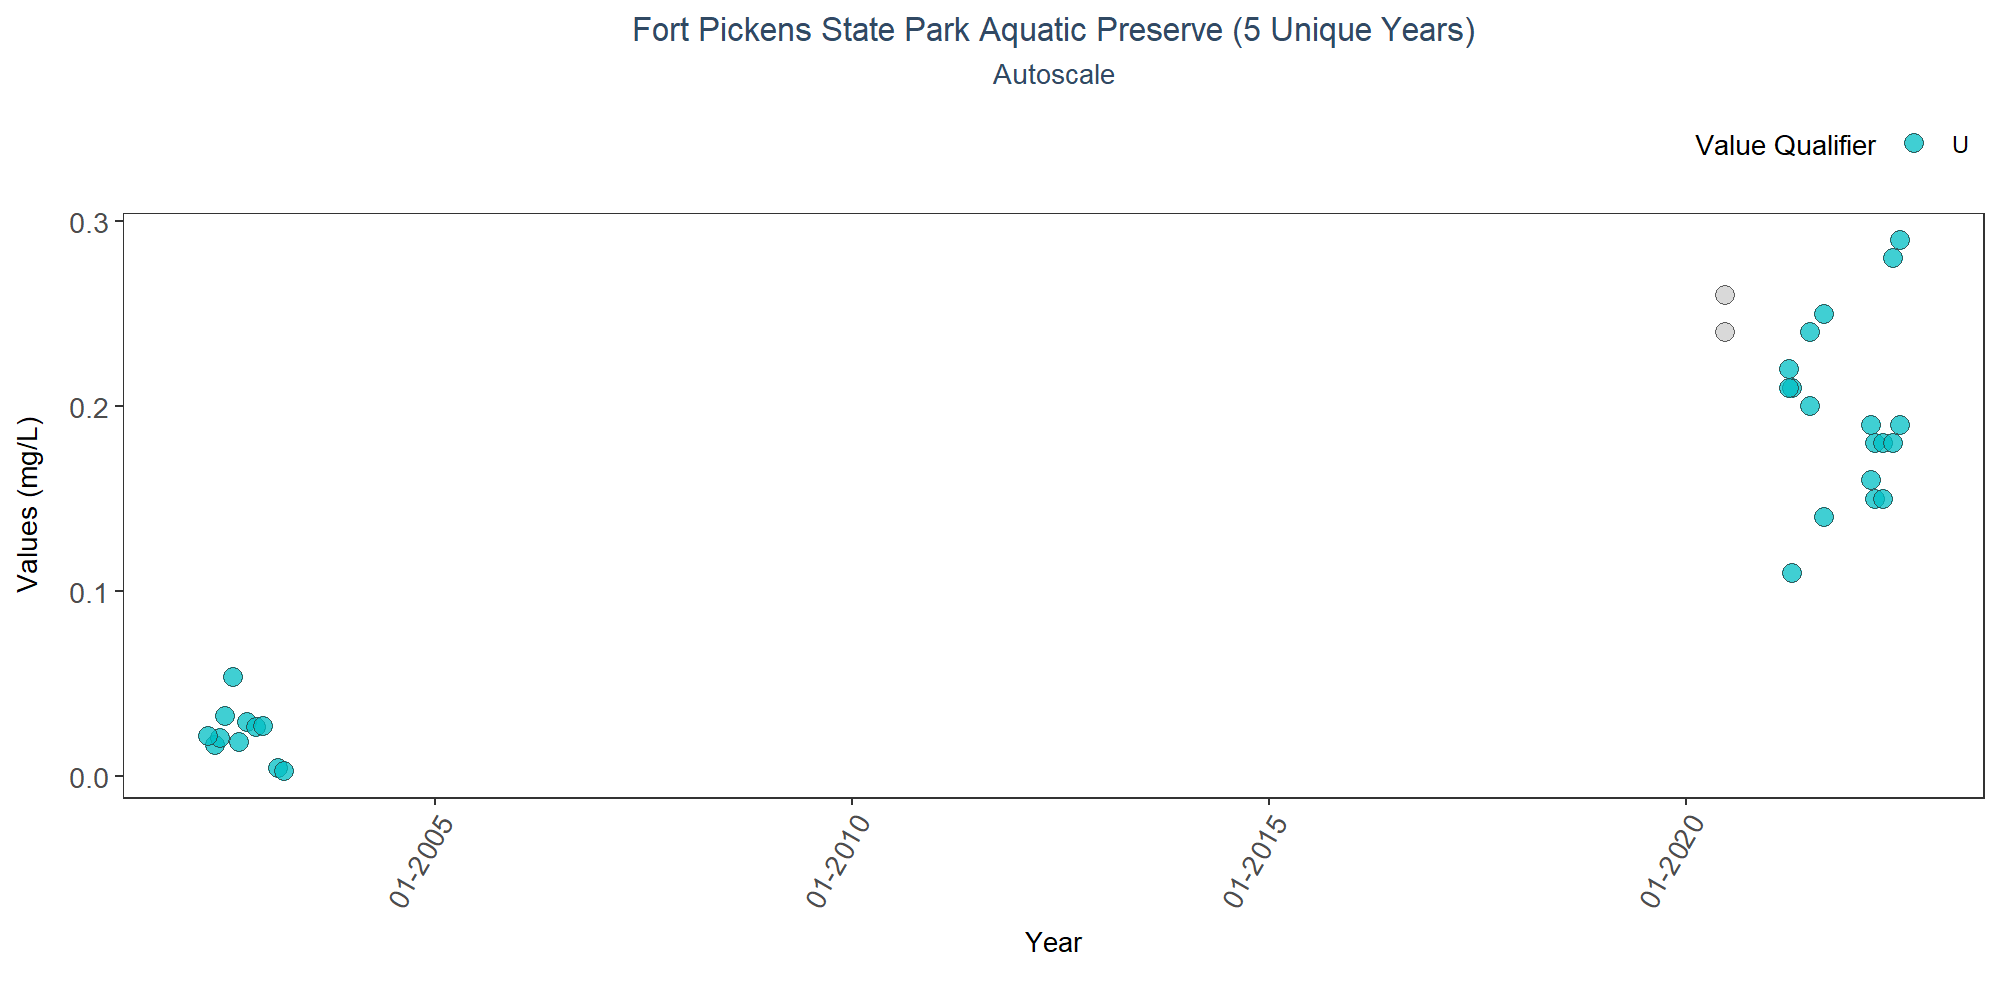 Fort Pickens State Park Aquatic Preserve (5 Unique Years)
Autoscale
Value Qualifier U
Values (mg/L)
0.3
0.2
0.1
0.0
01-2005 01-2010 01-2015 01-2020
Year